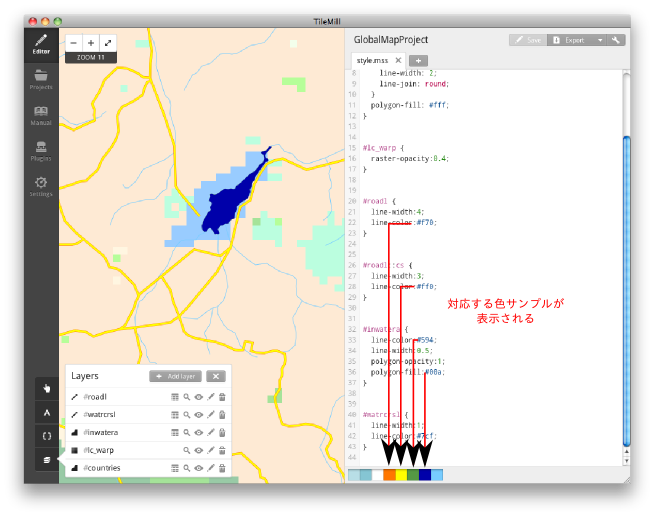 TileMill
Editor
Projects
Manual
Plugins
Settings
ZOOM 11
Layers
Add layer
#roadl
#watrcrsl
#inwatera
#lc_warp
#countries
GlobalMapProject
Save
Export
style.mss
8 line-width: 2;
9 line-join: round;
10 }
11 polygon-fill: #fff;
12 }
13
14
15 #lc_warp {
16 raster-opacity:0.4;
17 }
18
19
20 #roadl {
21 line-width:4;
22 line-color:#f70;
23 }
24
25
26 #roadl::cs {
27 line-width:3;
28 line-color:#ff0;
29 }
30
31
32 #inwatera {
33 line-color:#594;
34 line-width:0.5;
35 polygon-opacity:1;
36 polygon-fill:#00a;
37 }
38
39
40 #watrcrsl {
41 line-width:1;
42 line-color:#7cf;
43 }
44
対応する色サンプルが
表示される